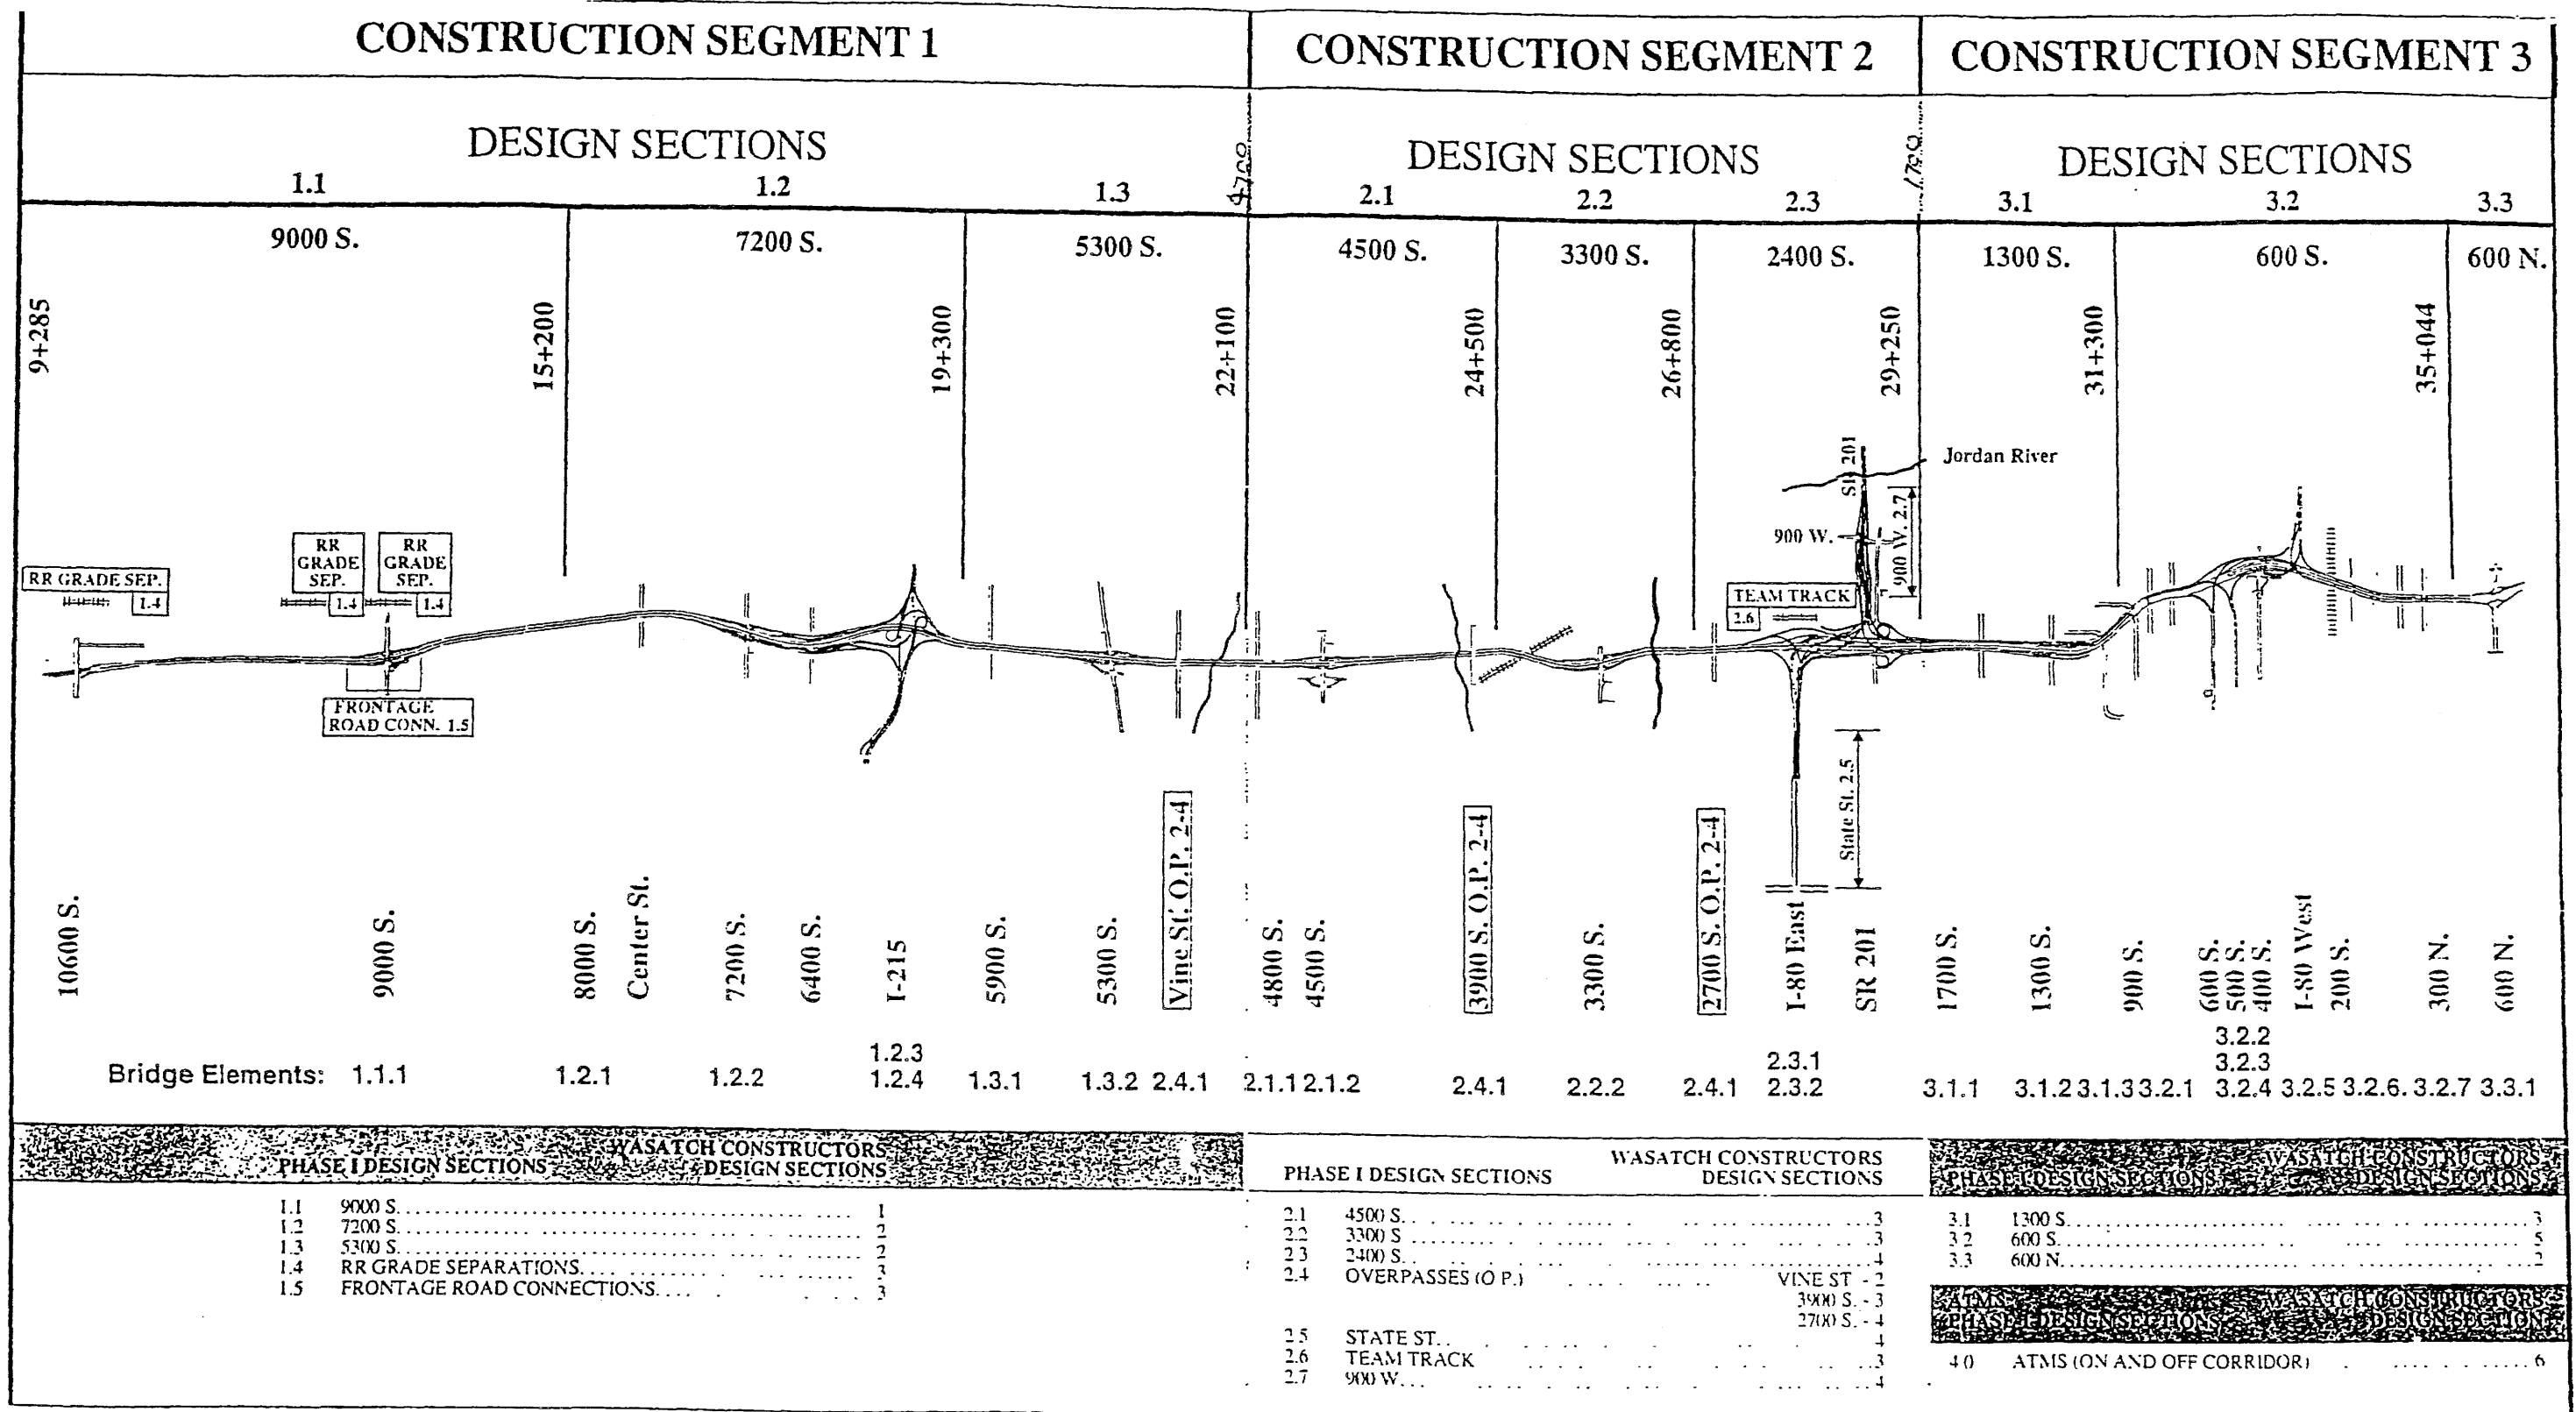 CONSTRUCTION SEGMENT 1
CONSTRUCTION SEGMENT 2
CONSTRUCTION SEGMENT 3
DESIGN SECTIONS
DESIGN SECTIONS
DESIGN SECTIONS
4700
1700
1.1 1.2 1.3 2.1 2.2 2.3 3.1 3.2 3.3
9000 S. 7200 S. 5300 S. 4500 S. 3300 S. 2400 S. 1300 S. 600 S. 600 N.
9+285 15+200 19+300 22+100 24+500 26+800 29+250 31+300 35+044
Jordan River
SR 201
900 W.
900 W. 2.7
RR GRADE SEP.
1.4
RR
GRADE
SEP.
1.4
RR
GRADE
SEP.
1.4
FRONTAGE
ROAD CONN. 1.5
TEAM TRACK
2.6
State St. 2.5
10600 S.
9000 S.
8000 S.
Center St.
7200 S.
6400 S.
I-215
5900 S.
5300 S.
Vine St. O.P. 2-4
4800 S.
4500 S.
3900 S. O.P. 2-4
3300 S.
2700 S. O.P. 2-4
I-80 East
SR 201
1700 S.
1300 S.
900 S.
600 S.
500 S.
400 S.
I-80 West
200 S.
300 N.
600 N.
3.2.2
1.2.3 2.3.1 3.2.3
Bridge Elements: 1.1.1 1.2.1 1.2.2 1.2.4 1.3.1 1.3.2 2.4.1 2.1.1 2.1.2 2.4.1 2.2.2 2.4.1 2.3.2 3.1.1 3.1.2 3.1.3 3.2.1 3.2.4 3.2.5 3.2.6. 3.2.7 3.3.1
WASATCH CONSTRUCTORS
PHASE I DESIGN SECTIONS DESIGN SECTIONS
1.1 9000 S. 1
1.2 7200 S. 2
1.3 5300 S. 2
1.4 RR GRADE SEPARATIONS. 3
1.5 FRONTAGE ROAD CONNECTIONS. 3
WASATCH CONSTRUCTORS
PHASE I DESIGN SECTIONS DESIGN SECTIONS
2.1 4500 S. 3
2.2 3300 S 3
2.3 2400 S. 4
2.4 OVERPASSES (O P.) VINE ST - 2
3900 S. - 3
2700 S. - 4
2.5 STATE ST. 4
2.6 TEAM TRACK 3
2.7 900 W. 4
WASATCH CONSTRUCTORS
PHASE I DESIGN SECTIONS DESIGN SECTIONS
3.1 1300 S. 3
3.2 600 S. 5
3.3 600 N. 2
ATMS WASATCH CONSTRUCTORS
PHASE I DESIGN SECTIONS DESIGN SECTION
4.0 ATMS (ON AND OFF CORRIDOR) 6